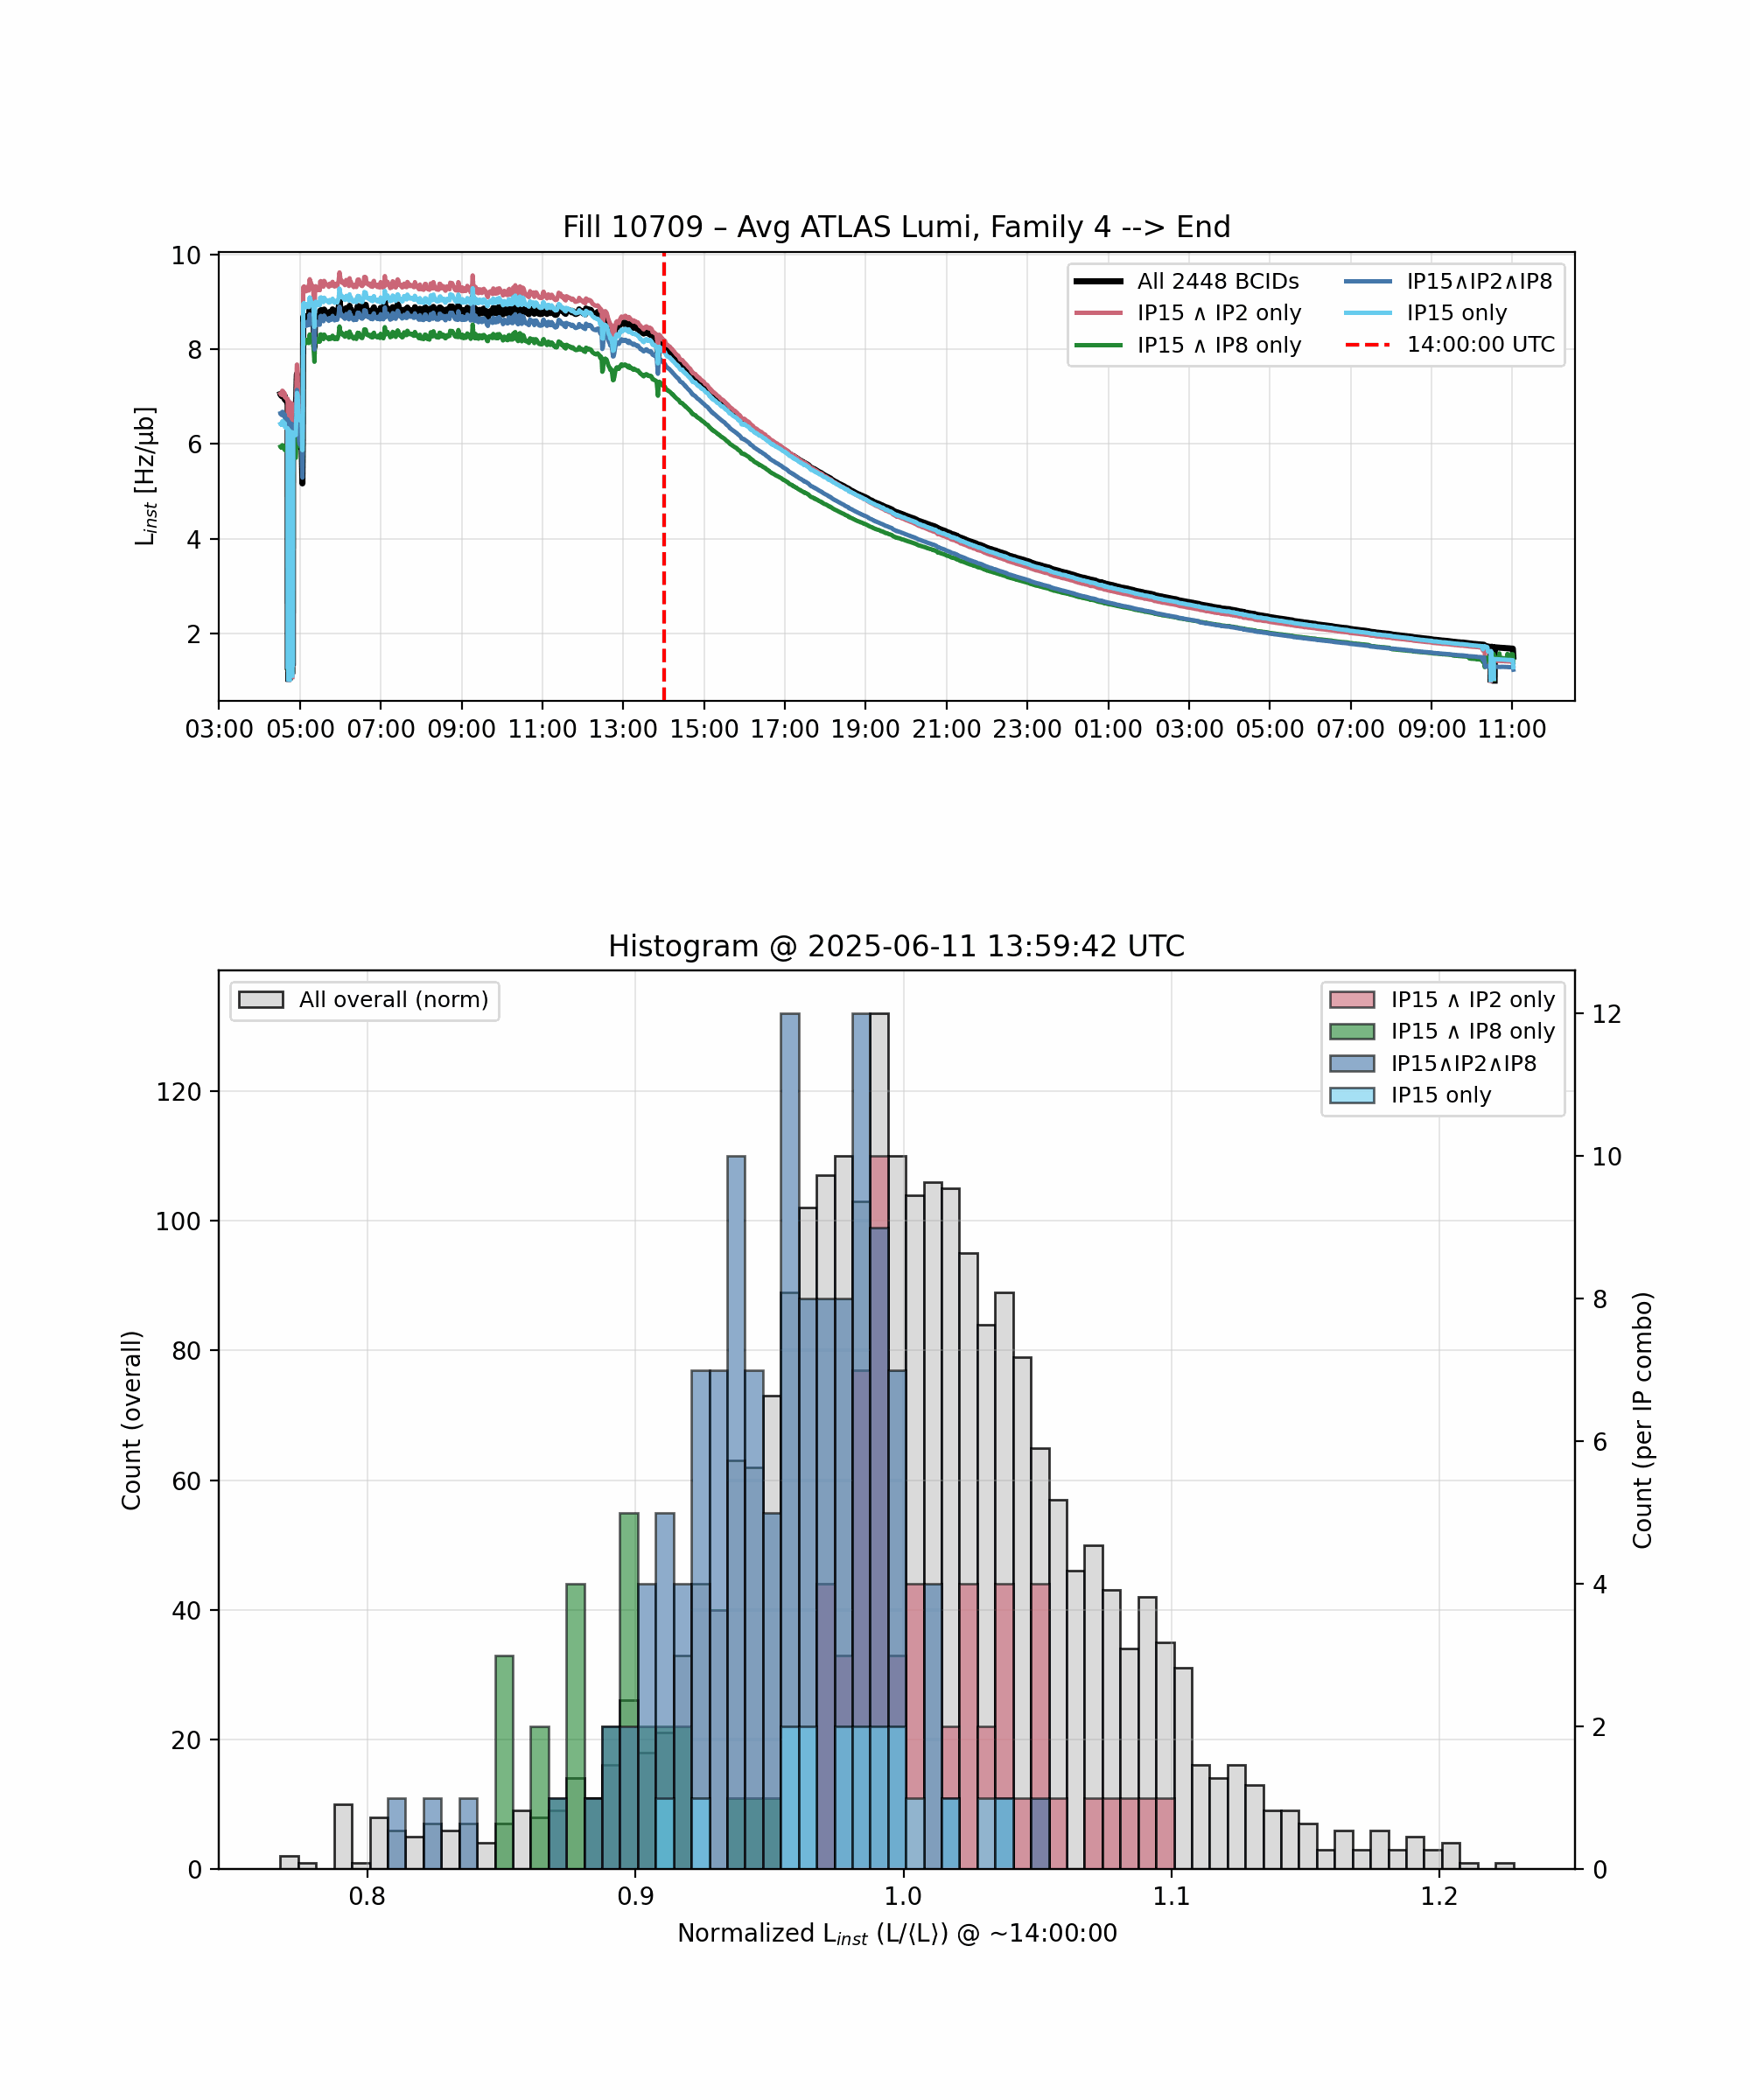 Fill 10709 – Avg ATLAS Lumi, Family 4 --> End
10
8
6
4
2
L_inst [Hz/μb]
All 2448 BCIDs
IP15 ∧ IP2 only
IP15 ∧ IP8 only
IP15∧IP2∧IP8
IP15 only
14:00:00 UTC
03:00 05:00 07:00 09:00 11:00 13:00 15:00 17:00 19:00 21:00 23:00 01:00 03:00 05:00 07:00 09:00 11:00
Histogram @ 2025-06-11 13:59:42 UTC
All overall (norm)
IP15 ∧ IP2 only
IP15 ∧ IP8 only
IP15∧IP2∧IP8
IP15 only
120
100
80
60
40
20
0
Count (overall)
12
10
8
6
4
2
0
Count (per IP combo)
0.8 0.9 1.0 1.1 1.2
Normalized L_inst (L/⟨L⟩) @ ~14:00:00